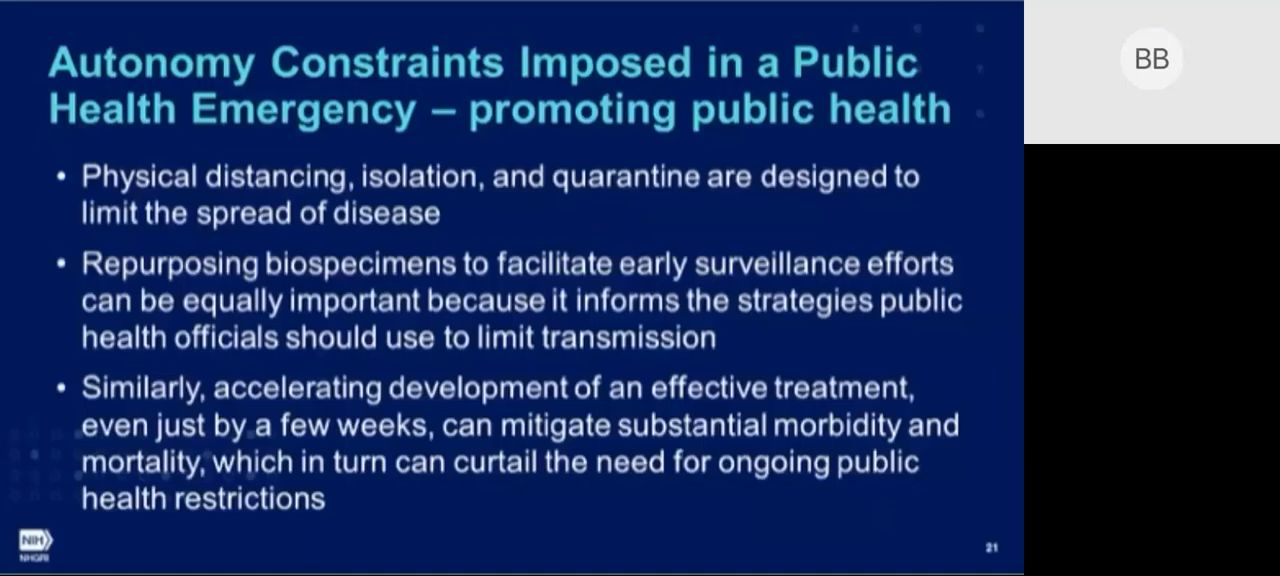 Autonomy Constraints Imposed in a Public
Health Emergency – promoting public health
• Physical distancing, isolation, and quarantine are designed to
limit the spread of disease
• Repurposing biospecimens to facilitate early surveillance efforts
can be equally important because it informs the strategies public
health officials should use to limit transmission
• Similarly, accelerating development of an effective treatment,
even just by a few weeks, can mitigate substantial morbidity and
mortality, which in turn can curtail the need for ongoing public
health restrictions
NIH
NHGRI
21
BB